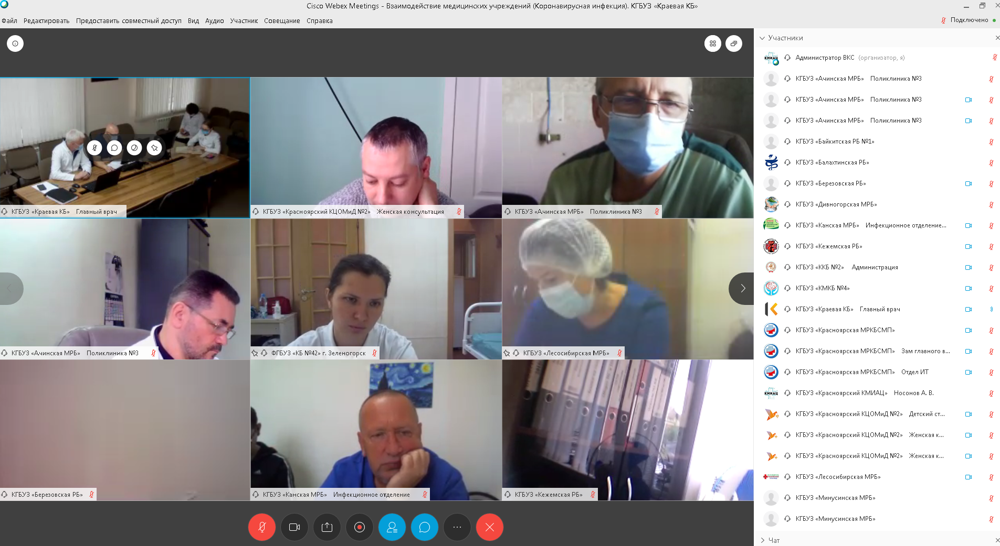 Cisco Webex Meetings - Взаимодействие медицинских учреждений (Коронавирусная инфекция). КГБУЗ «Краевая КБ»
Файл Редактировать Предоставить совместный доступ Вид Аудио Участник Совещание Справка
Подключено
КГБУЗ «Краевая КБ» Главный врач
КГБУЗ «Красноярский КЦОМиД №2» Женская консультация
КГБУЗ «Ачинская МРБ» Поликлиника №3
КГБУЗ «Ачинская МРБ» Поликлиника №3
ФГБУЗ «КБ №42» г. Зеленогорск
КГБУЗ «Лесосибирская МРБ»
КГБУЗ «Березовская РБ»
КГБУЗ «Канская МРБ» Инфекционное отделение
КГБУЗ «Кежемская РБ»
Участники
КМИАЦ
Администратор ВКС (организатор, я)
КГБУЗ «Ачинская МРБ» Поликлиника №3
КГБУЗ «Ачинская МРБ» Поликлиника №3
КГБУЗ «Ачинская МРБ» Поликлиника №3
КГБУЗ «Байкитская РБ №1»
КГБУЗ «Балахтинская РБ»
КГБУЗ «Березовская РБ»
КГБУЗ «Дивногорская МРБ»
КГБУЗ «Канская МРБ» Инфекционное отделение...
КГБУЗ «Кежемская РБ»
КГБУЗ «ККБ №2» Администрация
КГБУЗ «КМКБ №4»
КГБУЗ «Краевая КБ» Главный врач
КГБУЗ «Красноярская МРКБСМП»
КГБУЗ «Красноярская МРКБСМП» Зам главного в...
КГБУЗ «Красноярская МРКБСМП» Отдел ИТ
КМИАЦ
КГБУЗ «Красноярский КМИАЦ» Носонов А. В.
КГБУЗ «Красноярский КЦОМиД №2» Детский ст...
КГБУЗ «Красноярский КЦОМиД №2» Женская к...
КГБУЗ «Красноярский КЦОМиД №2» Женская к...
КГБУЗ «Лесосибирская МРБ»
КГБУЗ «Минусинская МРБ»
КГБУЗ «Минусинская МРБ»
Чат